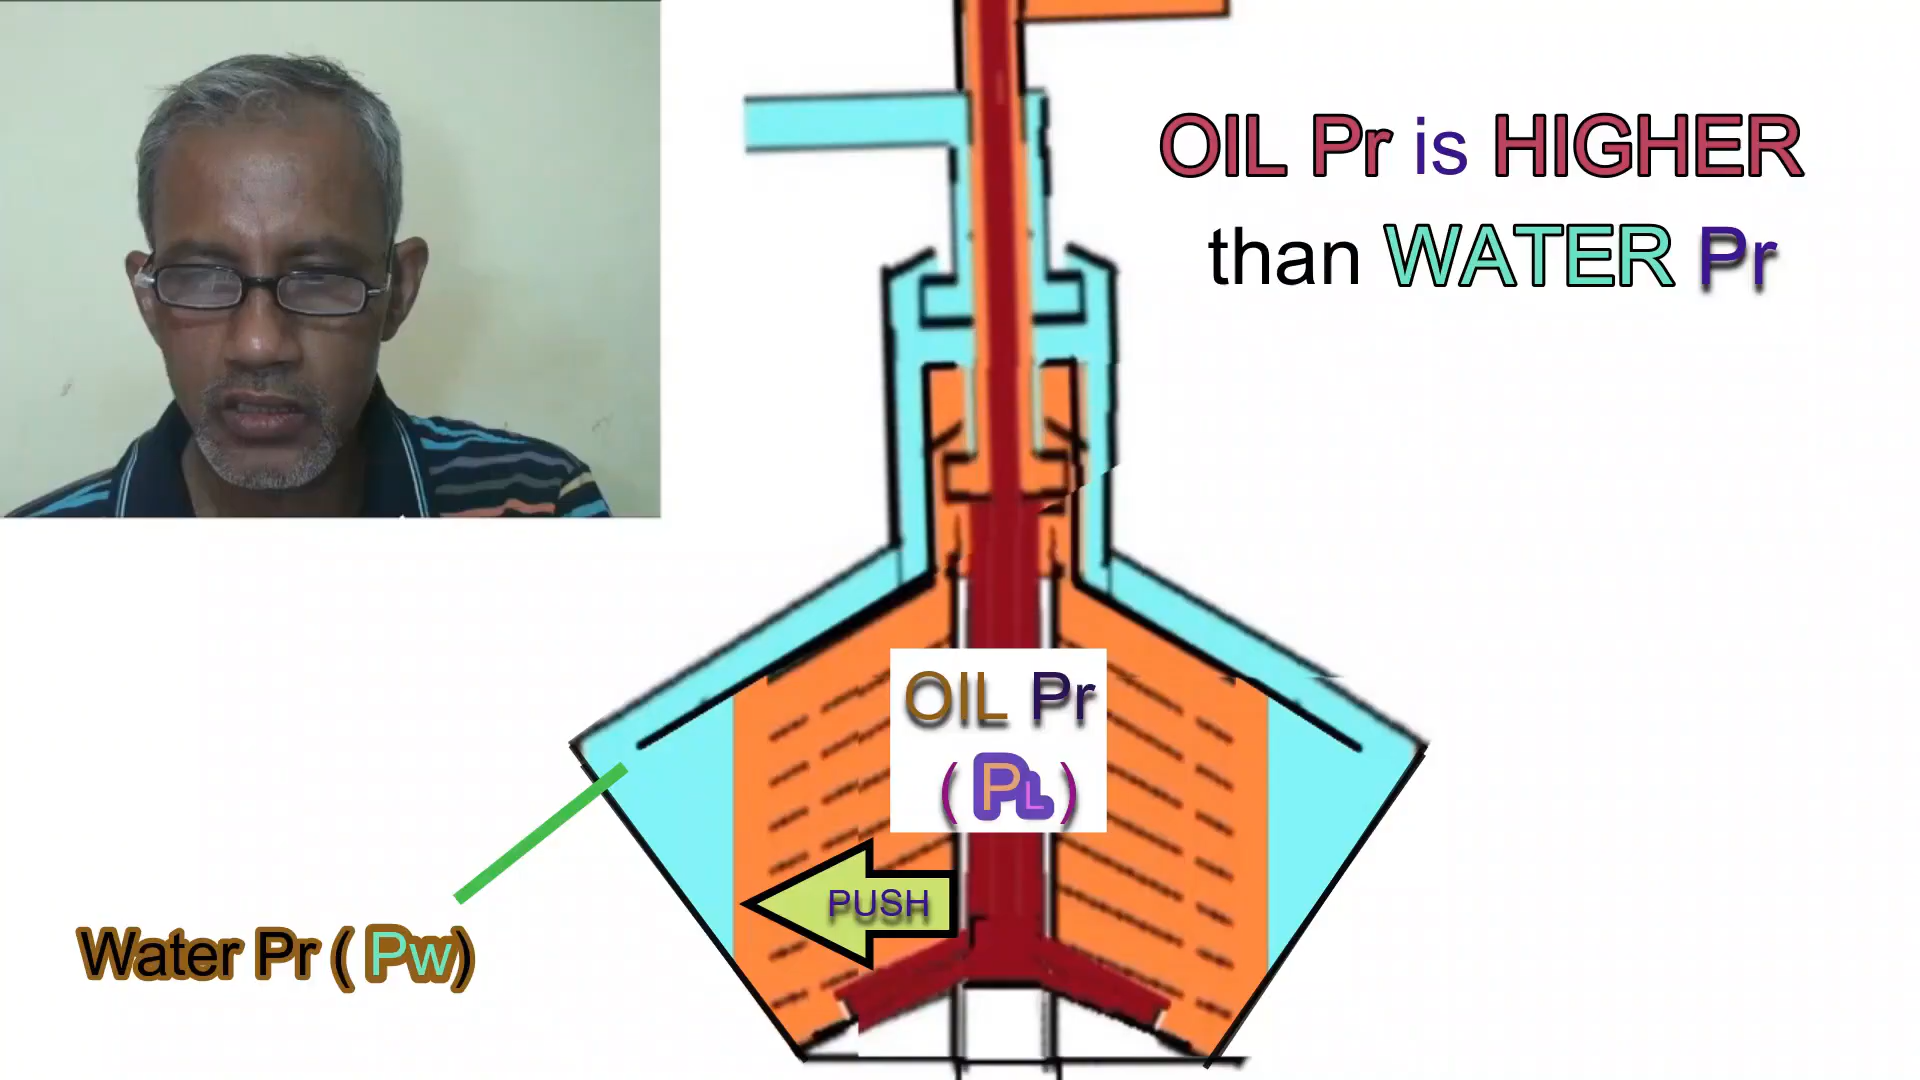 OIL Pr is HIGHER
than WATER Pr
OIL Pr
( PL )
PUSH
Water Pr ( Pw)